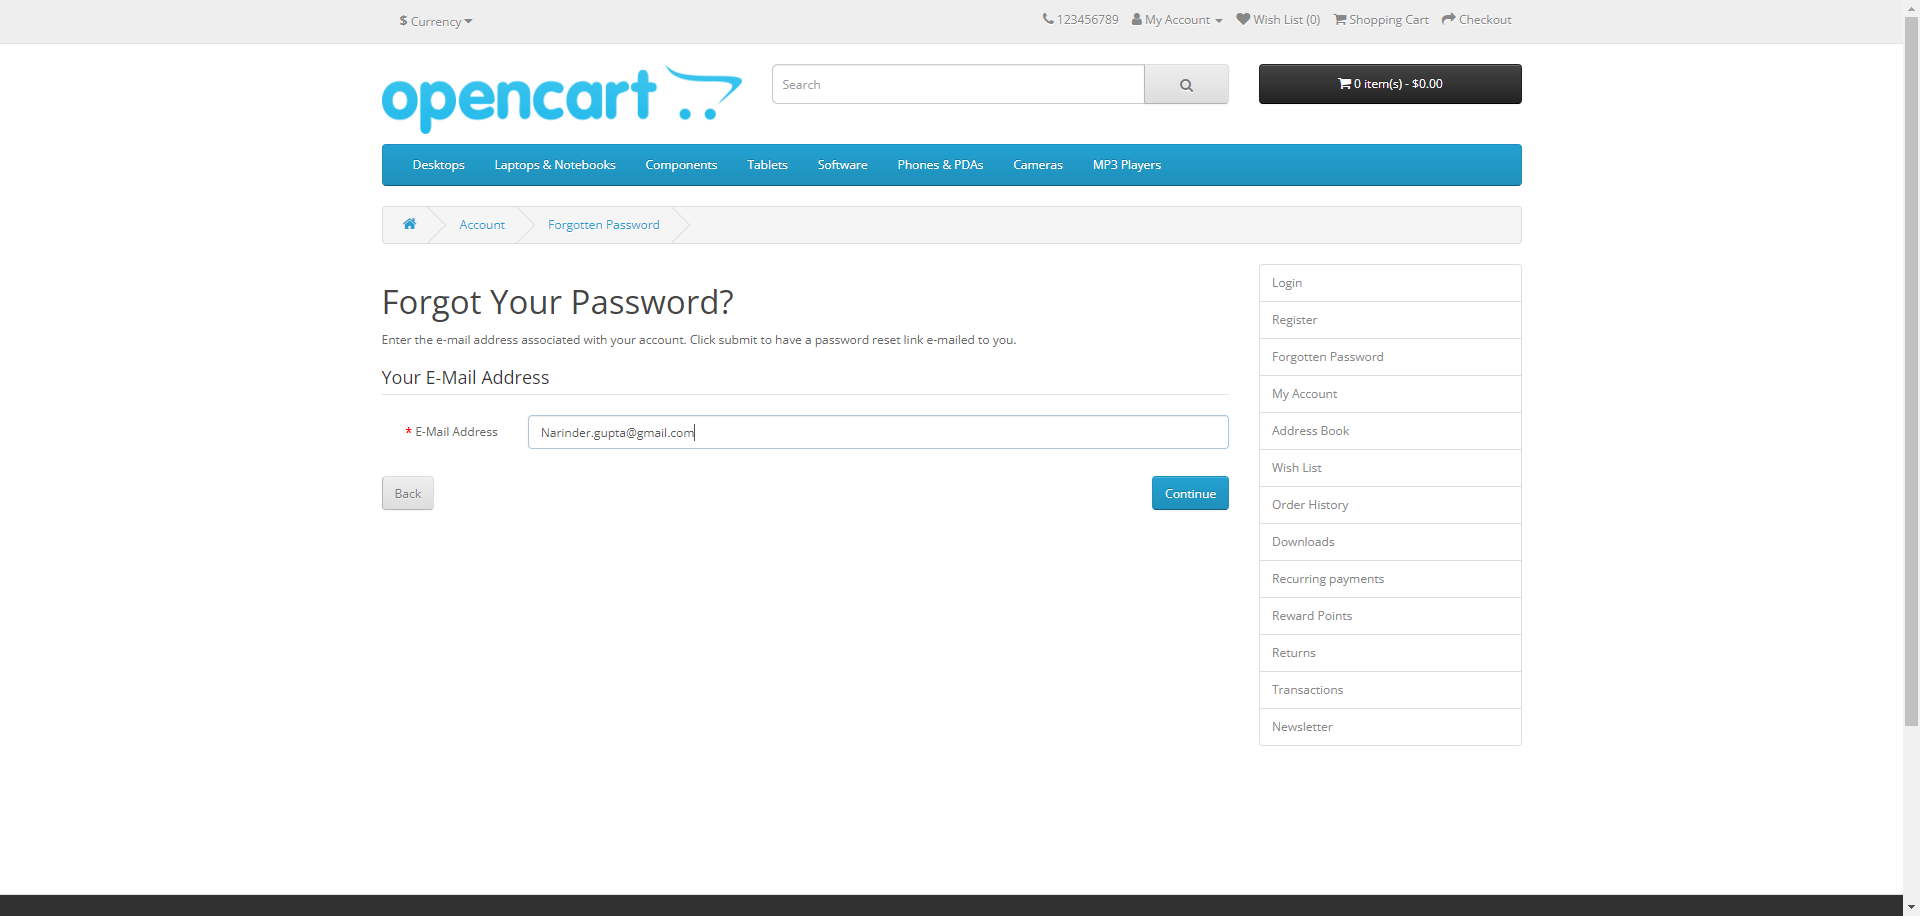 $ Currency
123456789 My Account Wish List (0) Shopping Cart Checkout
opencart
Search
0 item(s) - $0.00
Desktops Laptops & Notebooks Components Tablets Software Phones & PDAs Cameras MP3 Players
Account Forgotten Password
Forgot Your Password?
Enter the e-mail address associated with your account. Click submit to have a password reset link e-mailed to you.
Your E-Mail Address
* E-Mail Address Narinder.gupta@gmail.com
Back Continue
Login
Register
Forgotten Password
My Account
Address Book
Wish List
Order History
Downloads
Recurring payments
Reward Points
Returns
Transactions
Newsletter